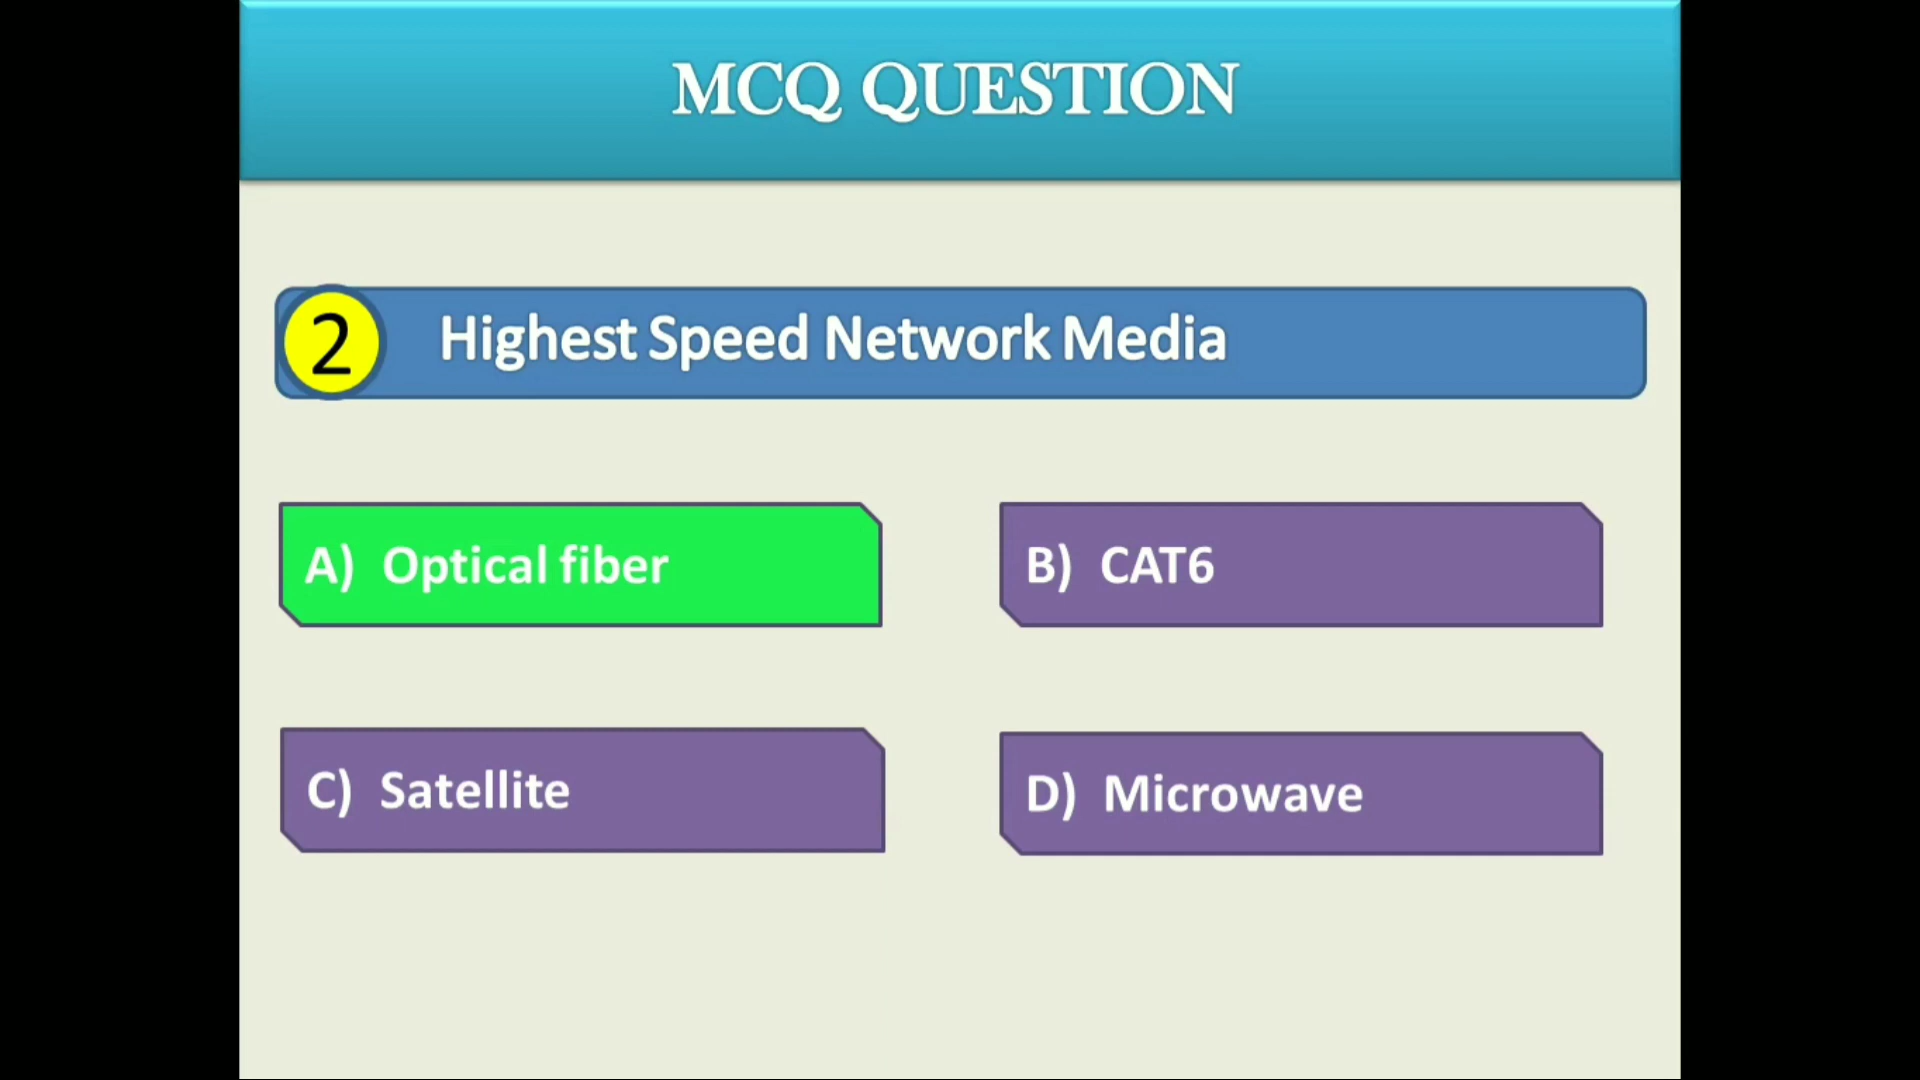 MCQ QUESTION
2 Highest Speed Network Media
A) Optical fiber
B) CAT6
C) Satellite
D) Microwave